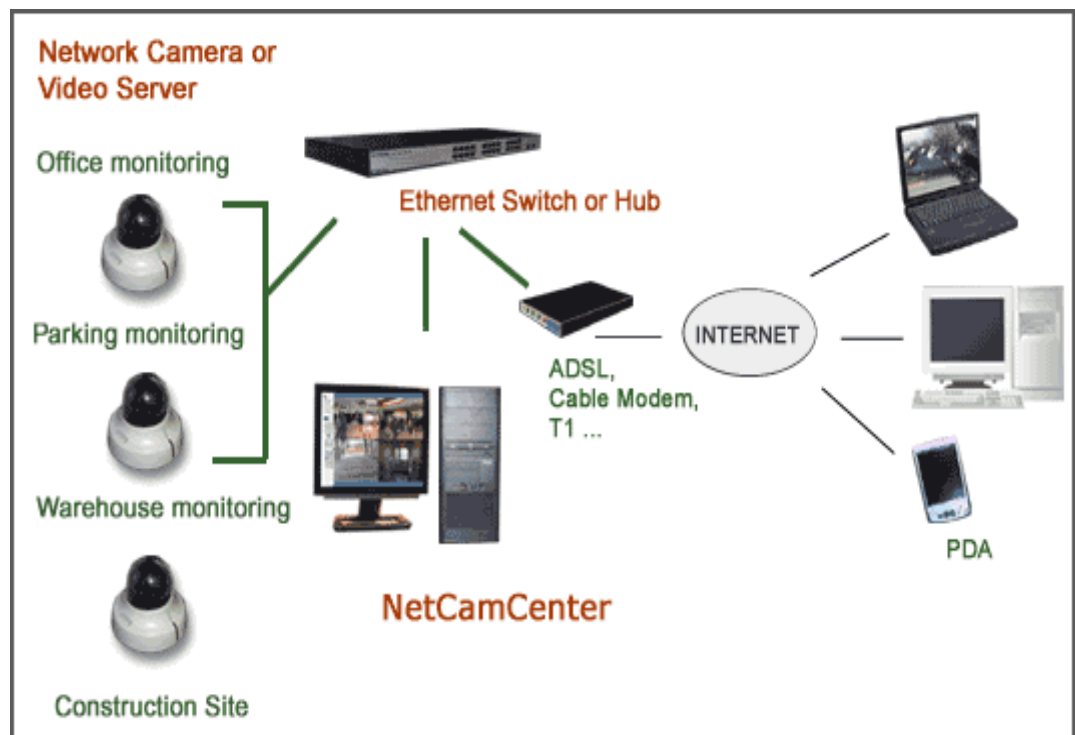 Network Camera or
Video Server
Office monitoring
Ethernet Switch or Hub
Parking monitoring
INTERNET
ADSL,
Cable Modem,
T1 ...
Warehouse monitoring
PDA
NetCamCenter
Construction Site